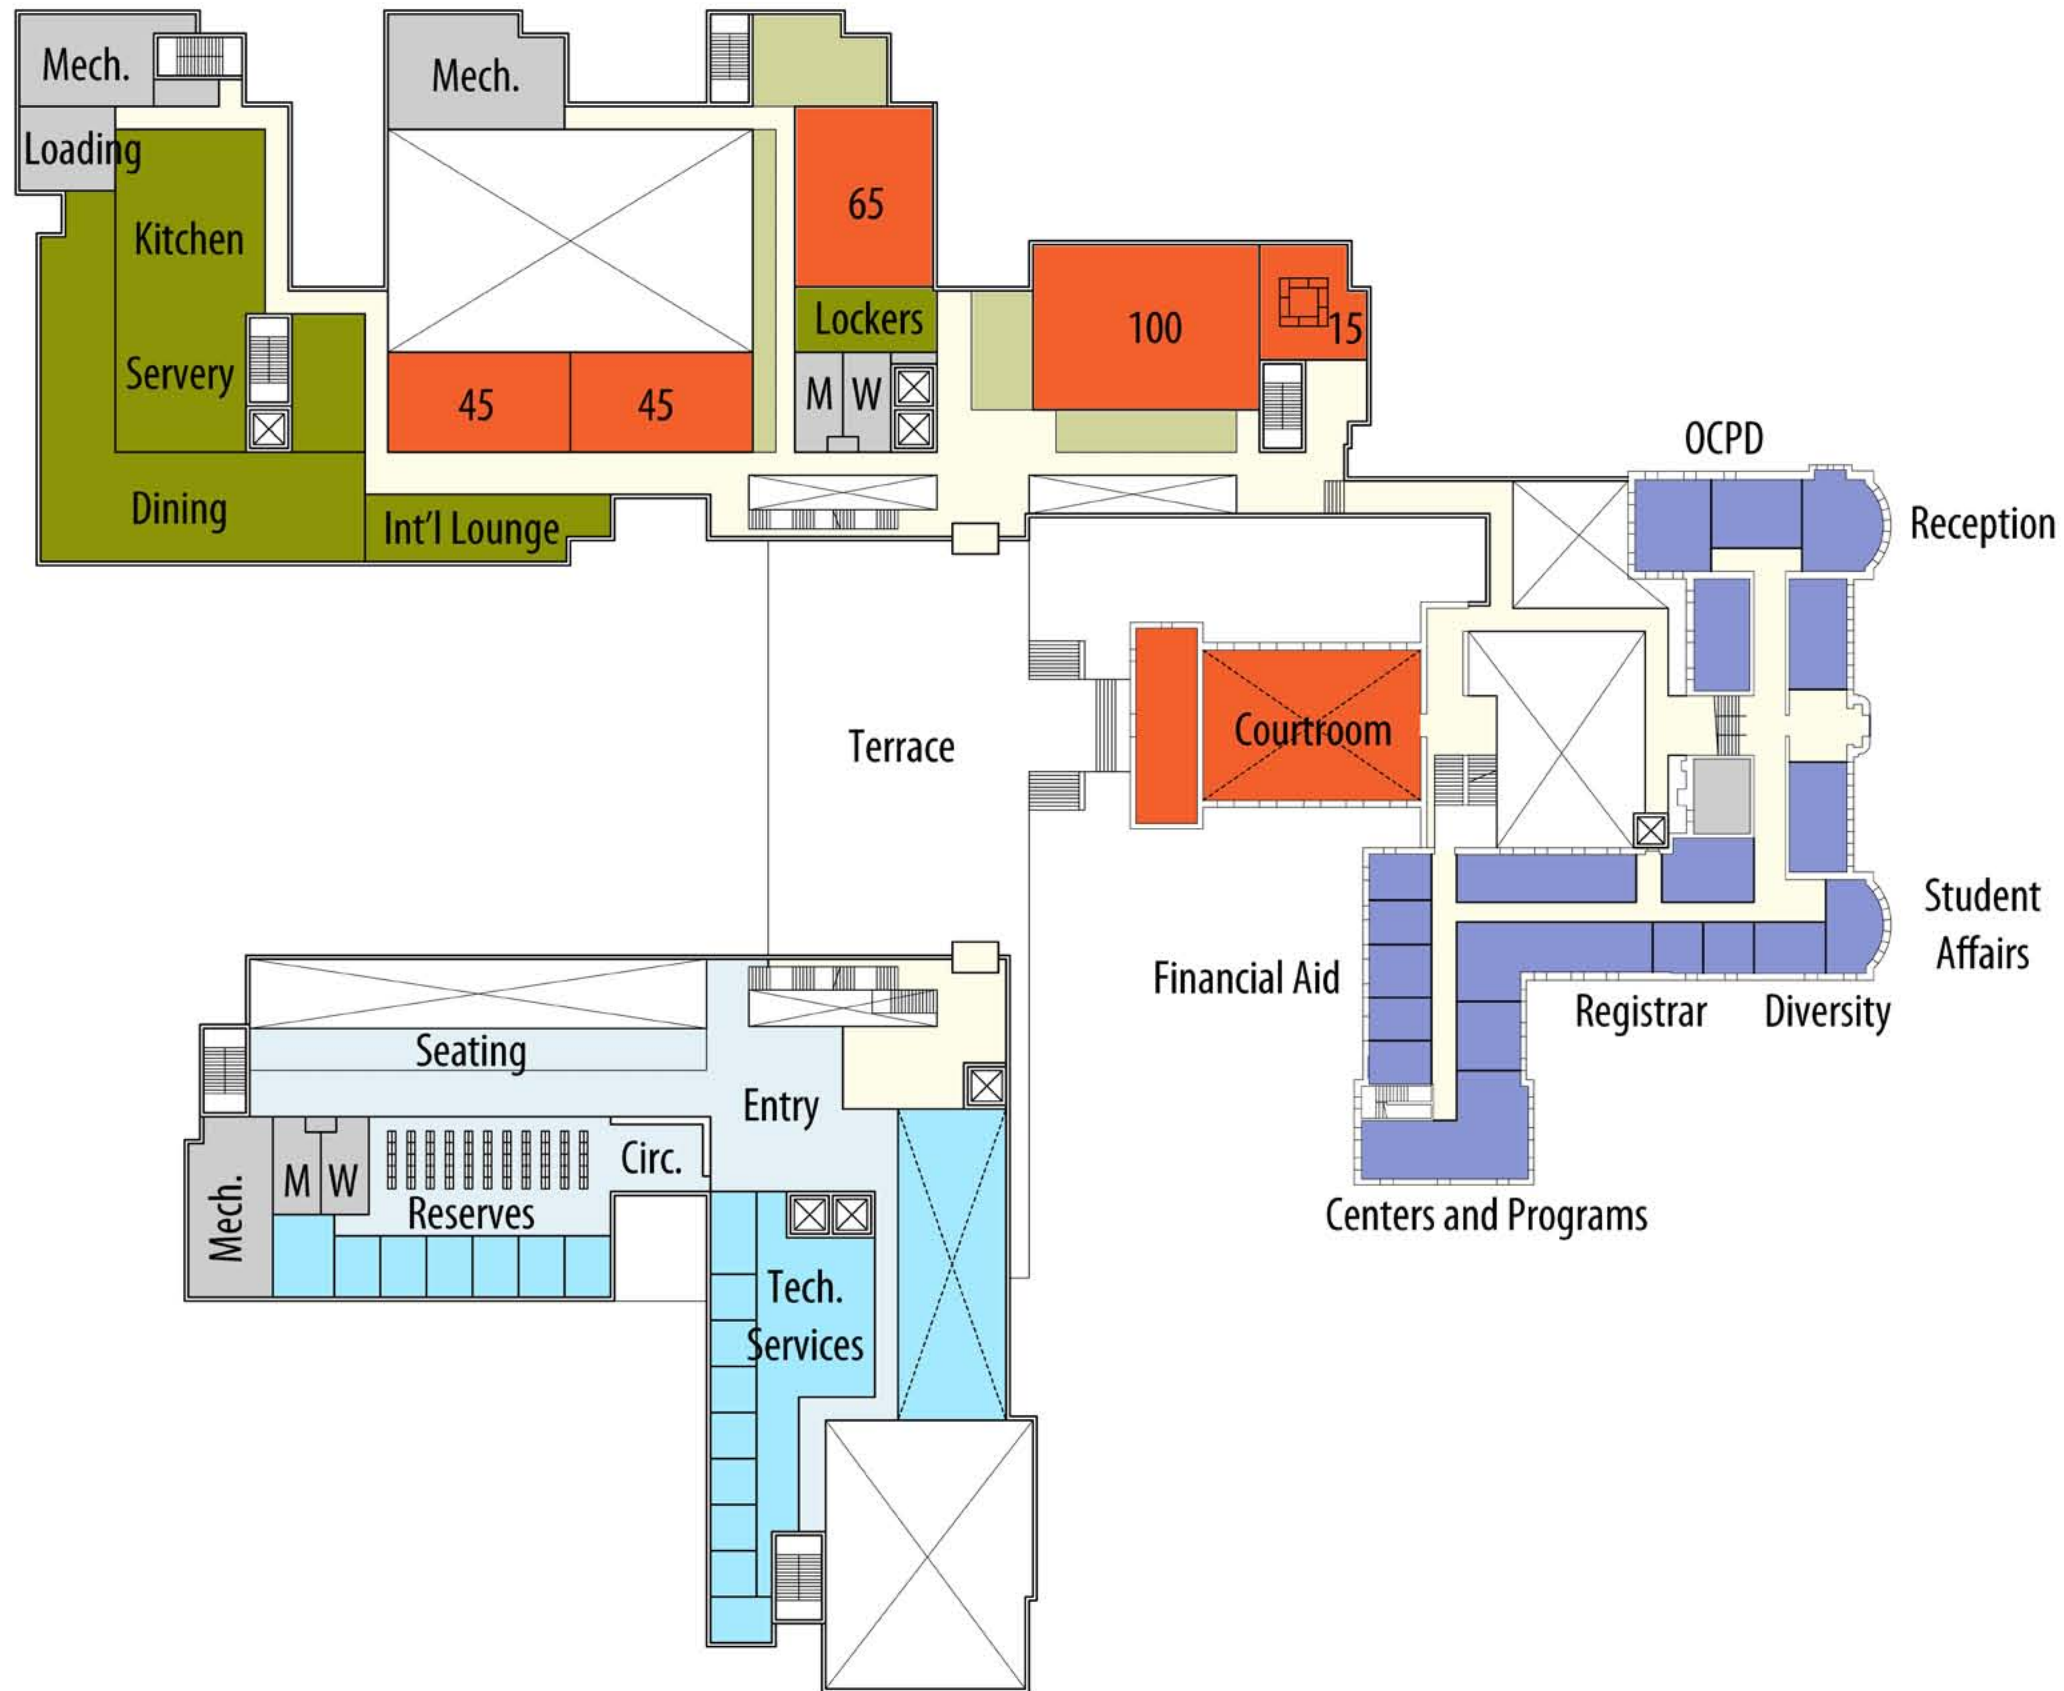 Mech.
Mech.
Loading
65
Kitchen
Lockers
100
15
Servery
45
45
M
W
OCPD
Dining
Int'l Lounge
Reception
Courtroom
Terrace
Student
Affairs
Financial Aid
Registrar
Diversity
Seating
Entry
Circ.
M
W
Mech.
Reserves
Centers and Programs
Tech.
Services